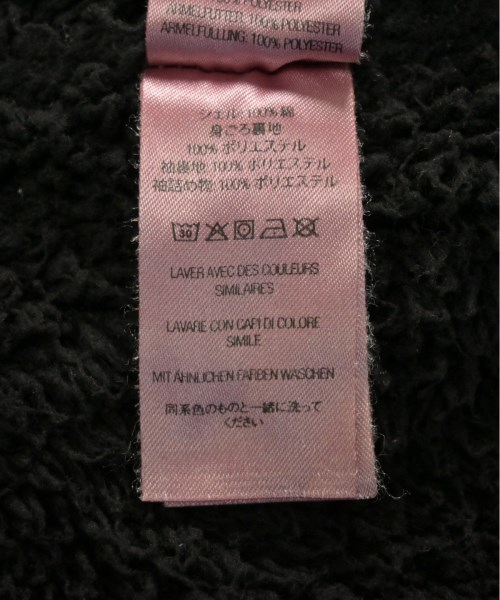 POLYESTER
ÄRMELFUTTER: 100% POLYESTER
ÄRMELFÜLLUNG: 100% POLYESTER
シェル: 100% 綿
身ごろ裏地
100% ポリエステル
袖裏地: 100% ポリエステル
袖詰め物: 100% ポリエステル
30
LAVER AVEC DES COULEURS
SIMILAIRES
LAVARE CON CAPI DI COLORE
SIMILE
MIT ÄHNLICHEN FARBEN WASCHEN
同系色のものと一緒に洗って
ください